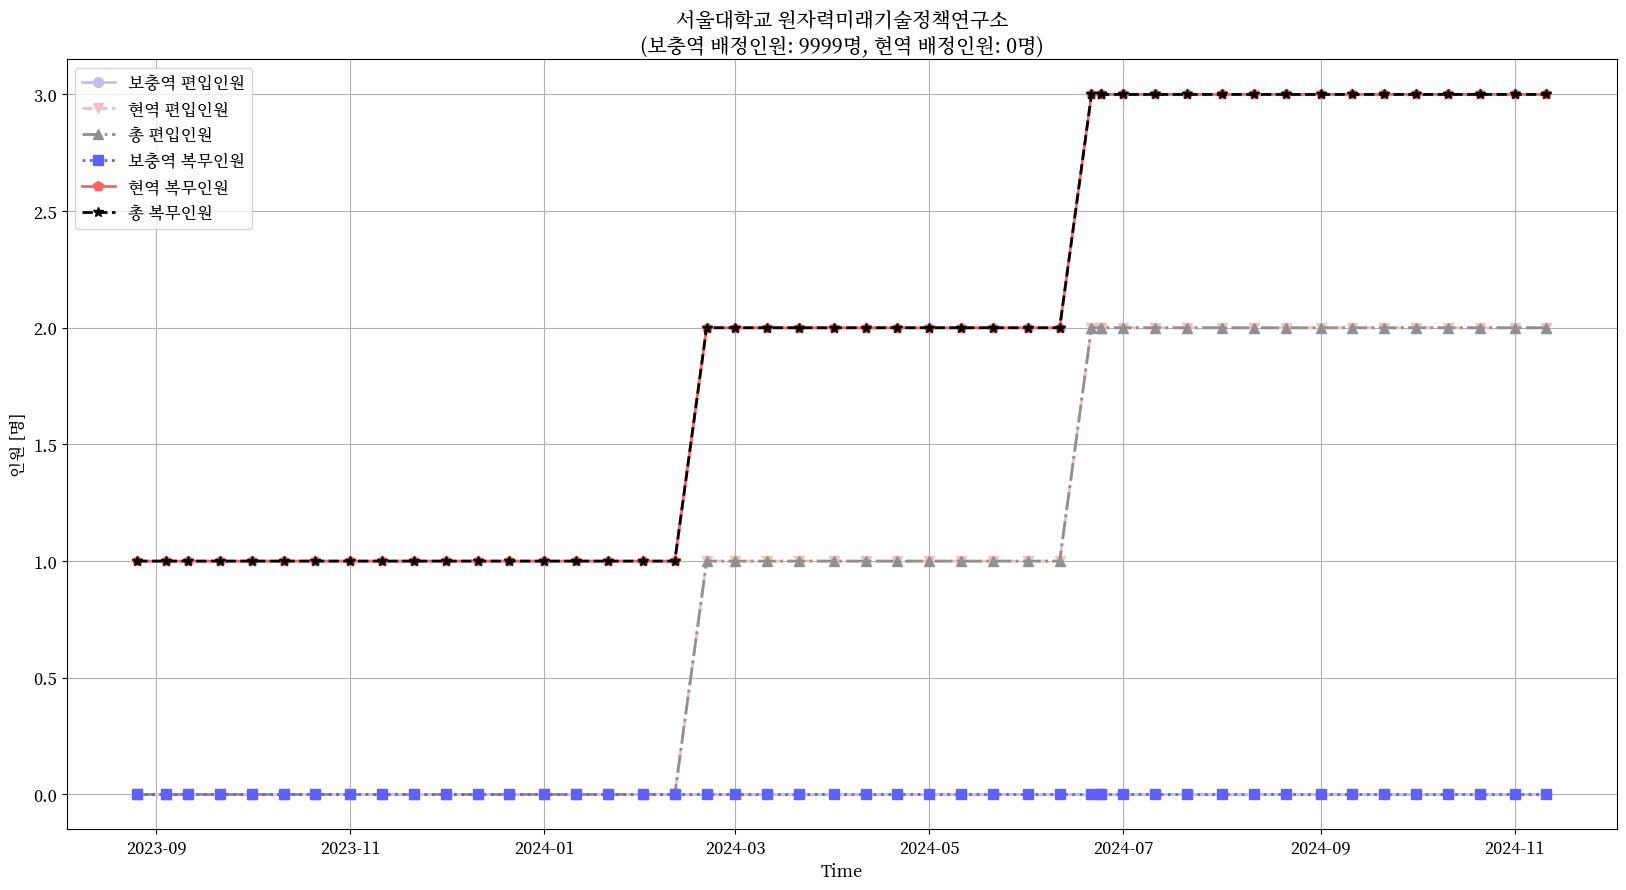 서울대학교 원자력미래기술정책연구소
(보충역 배정인원: 9999명, 현역 배정인원: 0명)
보충역 편입인원
현역 편입인원
총 편입인원
보충역 복무인원
현역 복무인원
총 복무인원
3.0
2.5
2.0
1.5
1.0
0.5
0.0
인원 [명]
2023-09
2023-11
2024-01
2024-03
2024-05
2024-07
2024-09
2024-11
Time